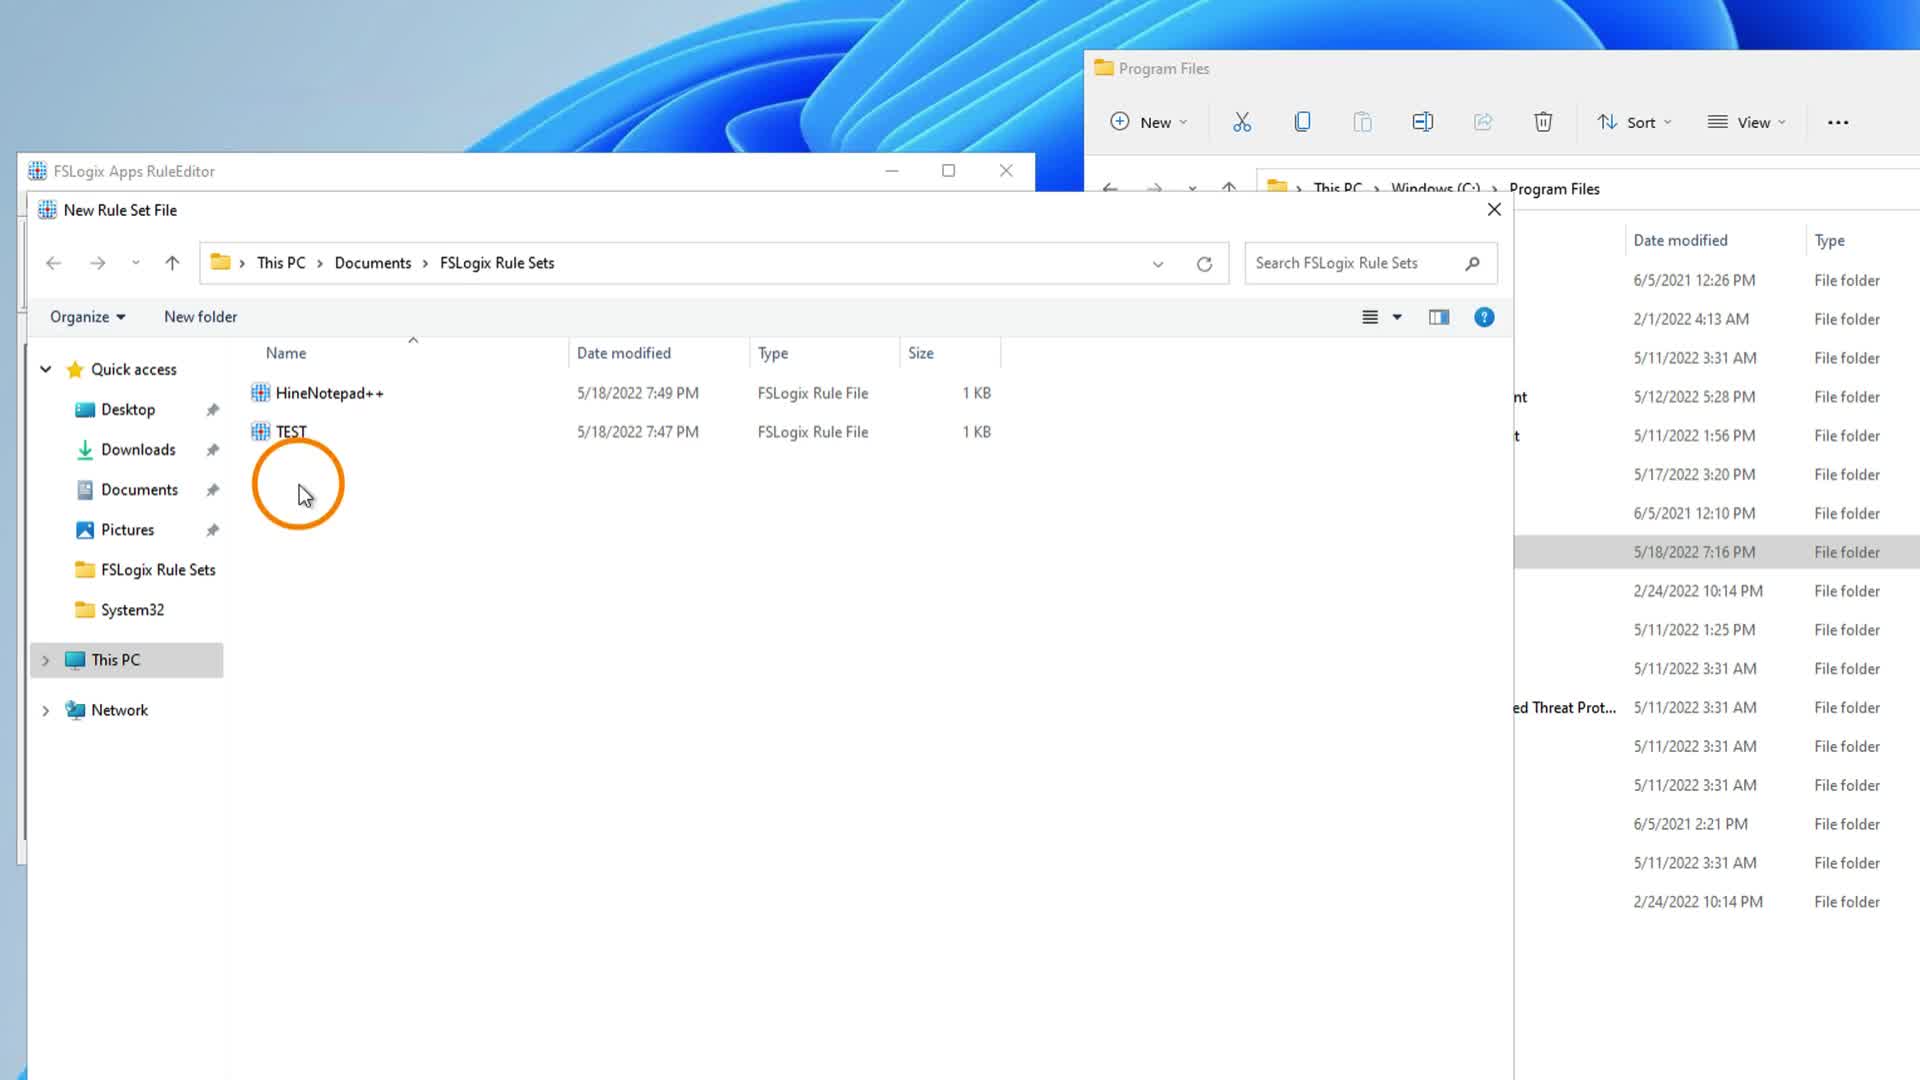 Program Files
New
Sort
View
FSLogix Apps RuleEditor
This PC > Windows (C:) > Program Files
New Rule Set File
This PC > Documents > FSLogix Rule Sets
Search FSLogix Rule Sets
Organize
New folder
Name Date modified Type Size
HineNotepad++ 5/18/2022 7:49 PM FSLogix Rule File 1 KB
TEST 5/18/2022 7:47 PM FSLogix Rule File 1 KB
Quick access
Desktop
Downloads
Documents
Pictures
FSLogix Rule Sets
System32
This PC
Network
Date modified Type
6/5/2021 12:26 PM File folder
2/1/2022 4:13 AM File folder
5/11/2022 3:31 AM File folder
nt 5/12/2022 5:28 PM File folder
t 5/11/2022 1:56 PM File folder
5/17/2022 3:20 PM File folder
6/5/2021 12:10 PM File folder
5/18/2022 7:16 PM File folder
2/24/2022 10:14 PM File folder
5/11/2022 1:25 PM File folder
5/11/2022 3:31 AM File folder
ed Threat Prot... 5/11/2022 3:31 AM File folder
5/11/2022 3:31 AM File folder
5/11/2022 3:31 AM File folder
6/5/2021 2:21 PM File folder
5/11/2022 3:31 AM File folder
2/24/2022 10:14 PM File folder